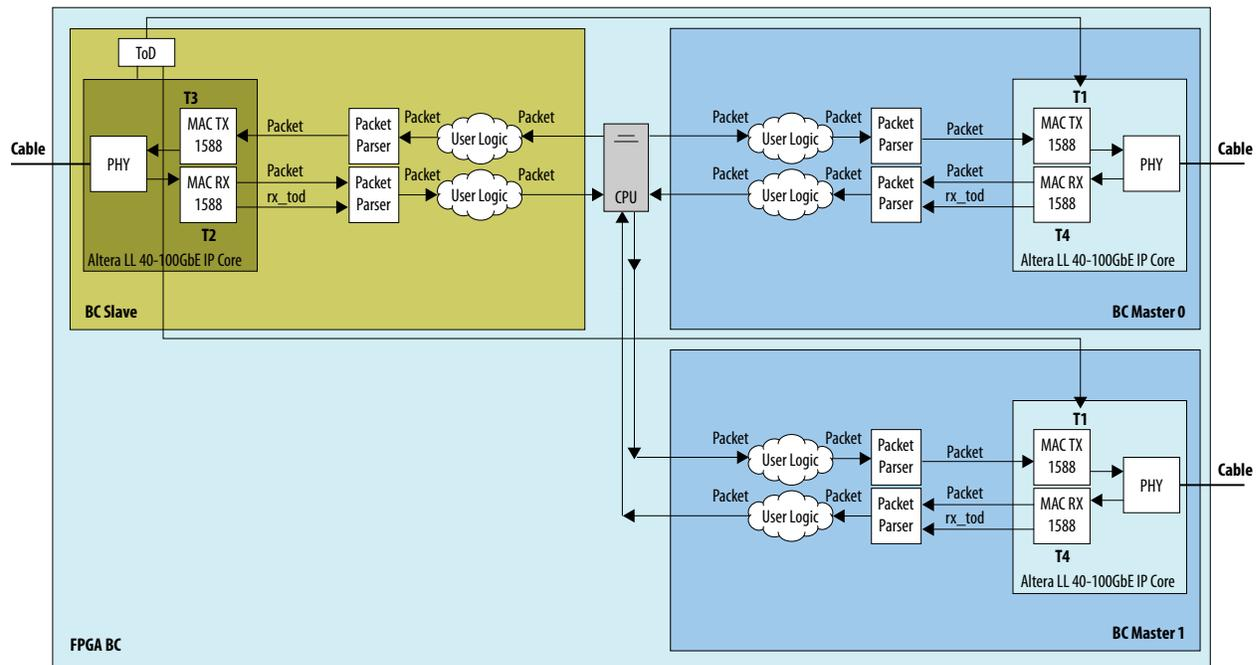 ToD
T3
MAC TX
1588
PHY
MAC RX
1588
T2
Altera LL 40-100GbE IP Core
Cable
Packet
Packet
rx_tod
Packet
Parser
Packet
Parser
Packet
User Logic
Packet
Packet
User Logic
Packet
BC Slave
CPU
Packet
User Logic
Packet
Packet
Parser
Packet
Packet
User Logic
Packet
Packet
Parser
Packet
rx_tod
T1
MAC TX
1588
MAC RX
1588
T4
PHY
Altera LL 40-100GbE IP Core
Cable
BC Master 0
Packet
User Logic
Packet
Packet
Parser
Packet
Packet
User Logic
Packet
Packet
Parser
Packet
rx_tod
T1
MAC TX
1588
MAC RX
1588
T4
PHY
Altera LL 40-100GbE IP Core
Cable
BC Master 1
FPGA BC